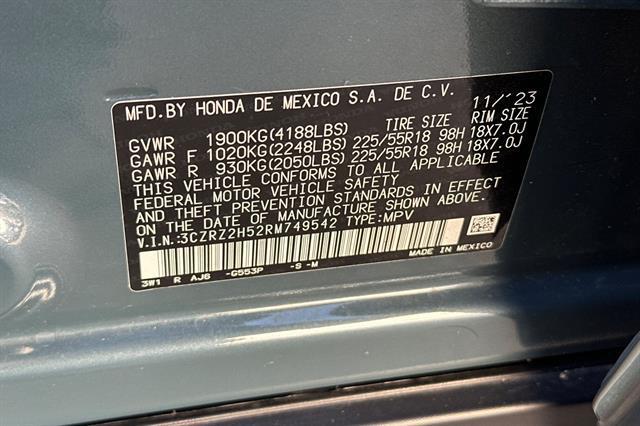 MFD.BY HONDA DE MEXICO S.A. DE C.V. 11/'23
GVWR 1900KG(4188LBS) TIRE SIZE RIM SIZE
GAWR F 1020KG(2248LBS) 225/55R18 98H 18X7.0J
GAWR R 930KG(2050LBS) 225/55R18 98H 18X7.0J
THIS VEHICLE CONFORMS TO ALL APPLICABLE
FEDERAL MOTOR VEHICLE SAFETY
AND THEFT PREVENTION STANDARDS IN EFFECT
ON THE DATE OF MANUFACTURE SHOWN ABOVE.
V.I.N.:3CZRZ2H52RM749542 TYPE:MPV
MADE IN MEXICO
3W1 R AJ6 -G553P -S -M